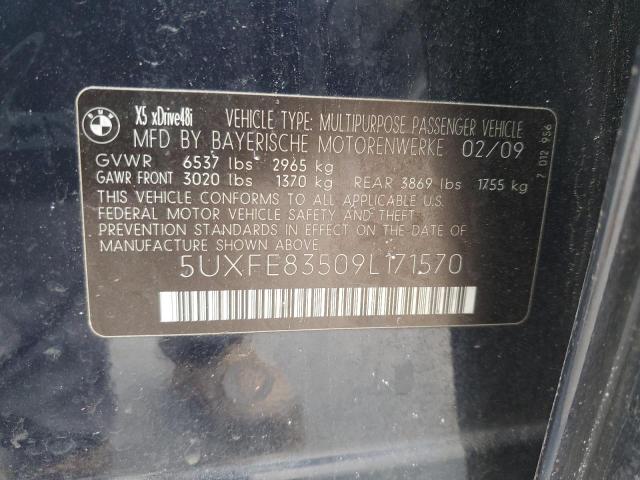 BMW
X5 xDrive48i VEHICLE TYPE: MULTIPURPOSE PASSENGER VEHICLE
MFD BY BAYERISCHE MOTORENWERKE 02/09
GVWR 6537 lbs 2965 kg
GAWR FRONT 3020 lbs 1370 kg REAR 3869 lbs 1755 kg
THIS VEHICLE CONFORMS TO ALL APPLICABLE U.S.
FEDERAL MOTOR VEHICLE SAFETY AND THEFT
PREVENTION STANDARDS IN EFFECT ON THE DATE OF
MANUFACTURE SHOWN ABOVE.
5UXFE83509L171570
7 012 956